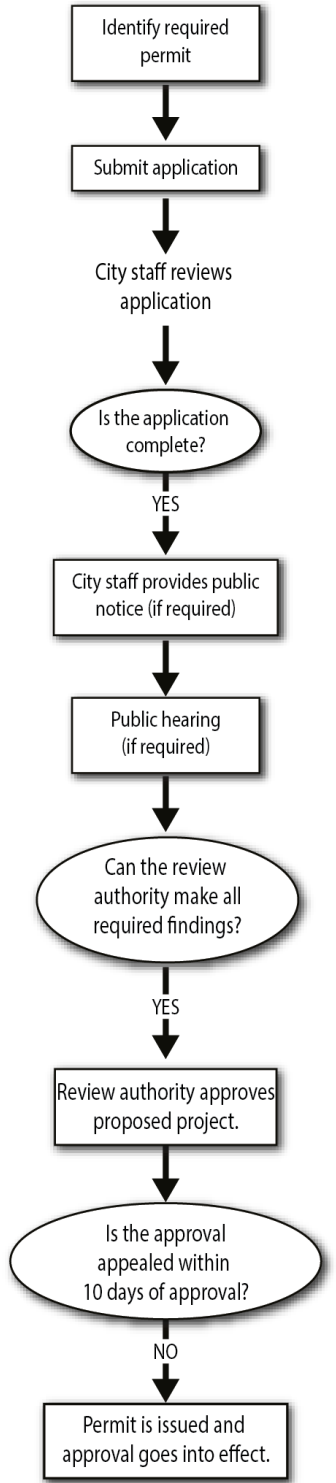 Identify required
permit
Submit application
City staff reviews
application
Is the application
complete?
YES
City staff provides public
notice (if required)
Public hearing
(if required)
Can the review
authority make all
required findings?
YES
Review authority approves
proposed project.
Is the approval
appealed within
10 days of approval?
NO
Permit is issued and
approval goes into effect.